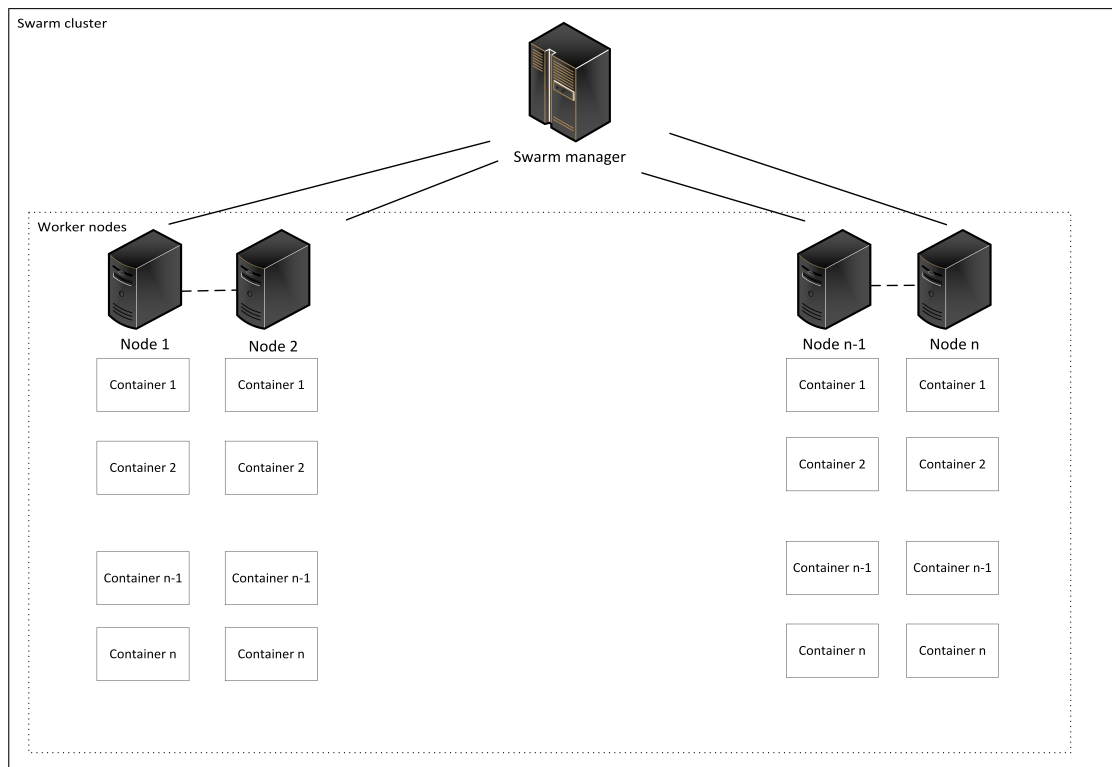 Swarm cluster
Swarm manager
Worker nodes
Node 1
Node 2
Node n-1
Node n
Container 1
Container 1
Container 1
Container 1
Container 2
Container 2
Container 2
Container 2
Container n-1
Container n-1
Container n-1
Container n-1
Container n
Container n
Container n
Container n